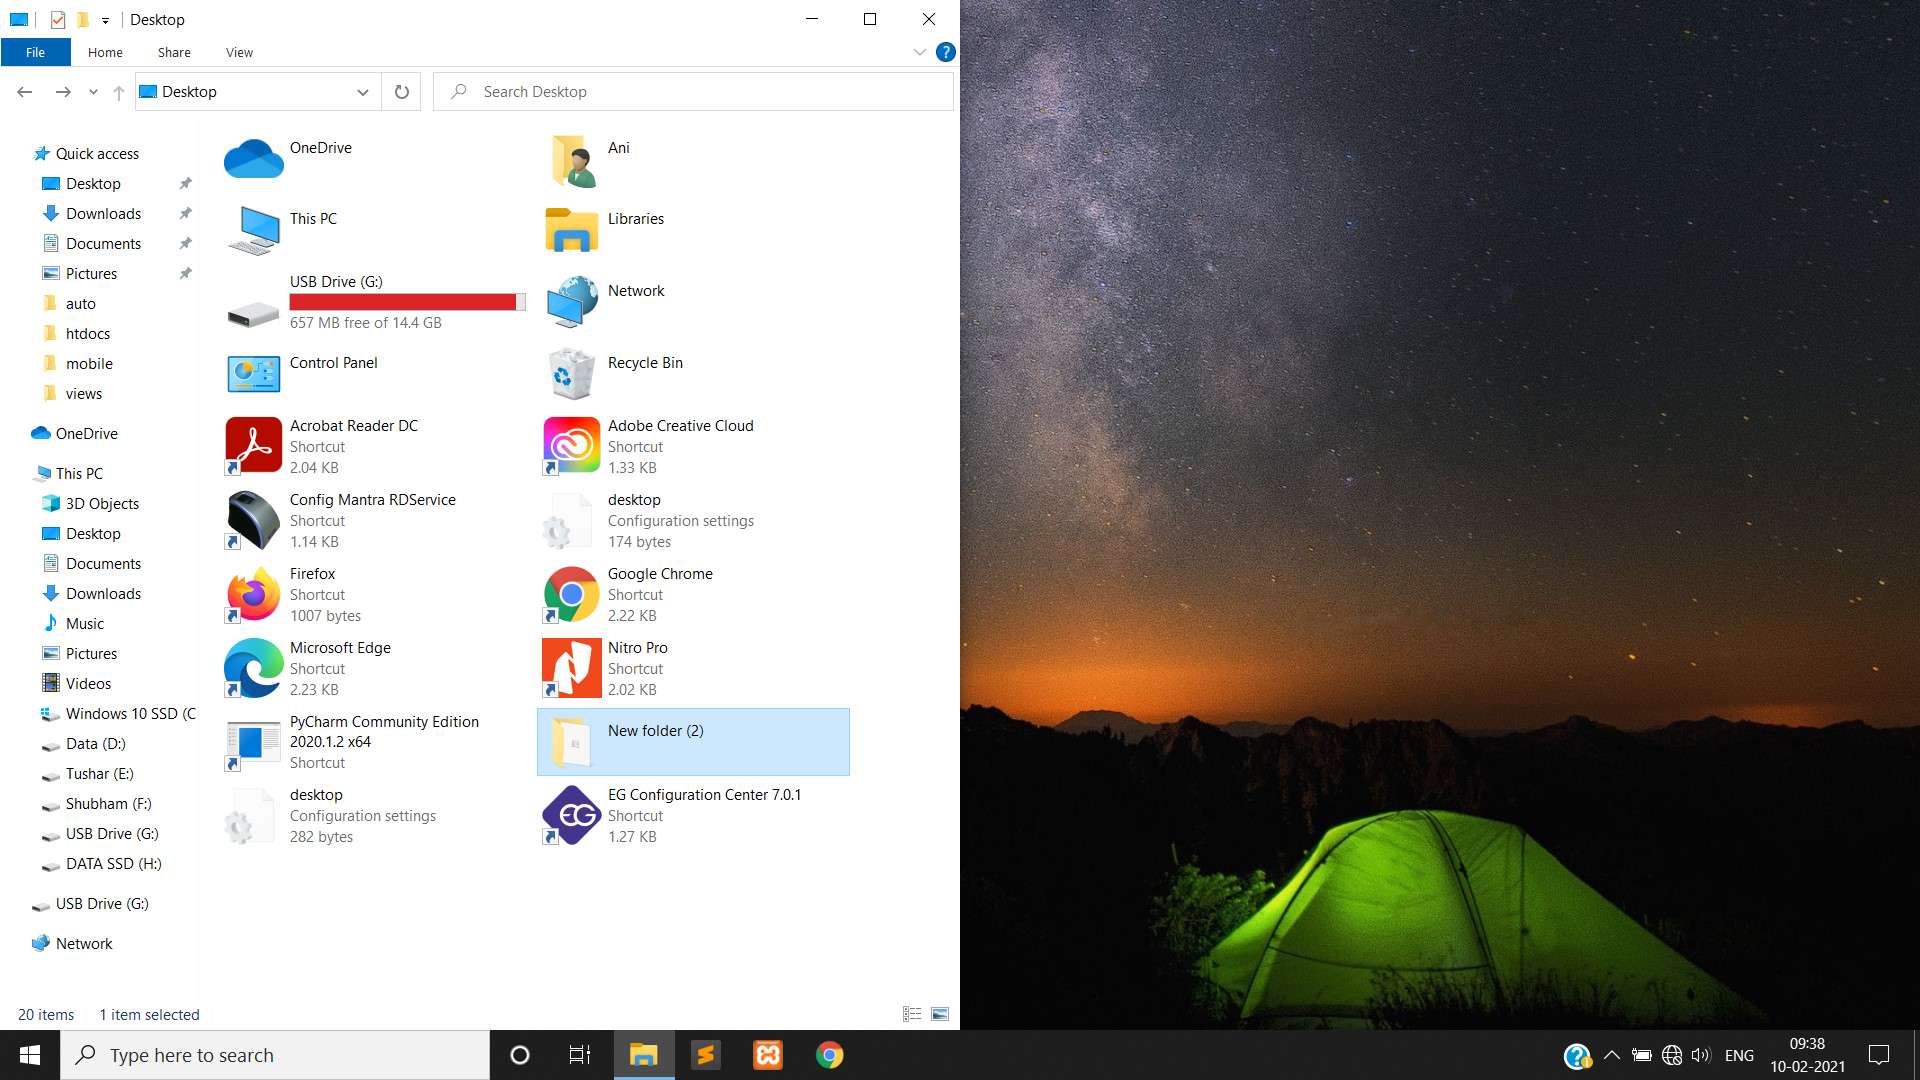 Desktop
File Home Share View
Desktop
Search Desktop
Quick access
Desktop
Downloads
Documents
Pictures
auto
htdocs
mobile
views
OneDrive
This PC
3D Objects
Desktop
Documents
Downloads
Music
Pictures
Videos
Windows 10 SSD (C
Data (D:)
Tushar (E:)
Shubham (F:)
USB Drive (G:)
DATA SSD (H:)
USB Drive (G:)
Network
OneDrive
Ani
This PC
Libraries
USB Drive (G:)
657 MB free of 14.4 GB
Network
Control Panel
Recycle Bin
Acrobat Reader DC
Shortcut
2.04 KB
Adobe Creative Cloud
Shortcut
1.33 KB
Config Mantra RDService
Shortcut
1.14 KB
desktop
Configuration settings
174 bytes
Firefox
Shortcut
1007 bytes
Google Chrome
Shortcut
2.22 KB
Microsoft Edge
Shortcut
2.23 KB
Nitro Pro
Shortcut
2.02 KB
PyCharm Community Edition
2020.1.2 x64
Shortcut
New folder (2)
desktop
Configuration settings
282 bytes
EG
EG Configuration Center 7.0.1
Shortcut
1.27 KB
20 items 1 item selected
Type here to search
ENG
09:38
10-02-2021